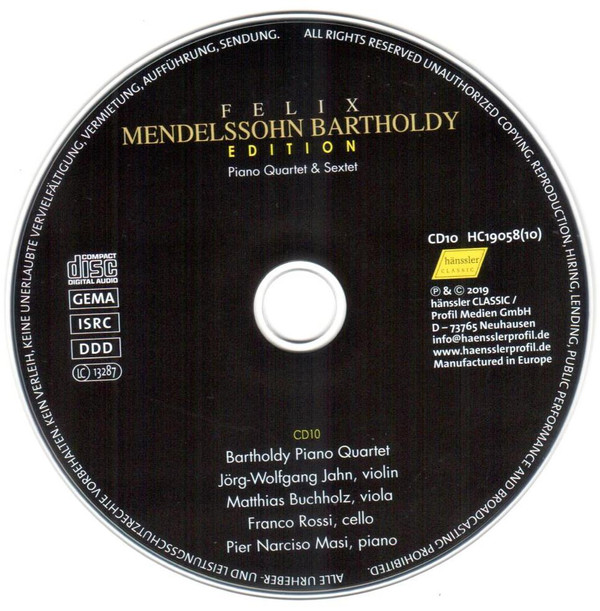 ALLE URHEBER- UND LEISTUNGSSCHUTZRECHTE VORBEHALTEN. KEIN VERLEIH, KEINE UNERLAUBTE VERVIELFÄLTIGUNG, VERMIETUNG, AUFFÜHRUNG, SENDUNG.
ALL RIGHTS RESERVED UNAUTHORIZED COPYING, REPRODUCTION, HIRING, LENDING, PUBLIC PERFORMANCE AND BROADCASTING PROHIBITED.
FELIX
MENDELSSOHN BARTHOLDY
EDITION
Piano Quartet & Sextet
COMPACT
disc
DIGITAL AUDIO
GEMA
ISRC
DDD
LC 13287
CD10 HC19058(10)
hänssler
CLASSIC
℗ & © 2019
hänssler CLASSIC /
Profil Medien GmbH
D – 73765 Neuhausen
info@haensslerprofil.de
www.haensslerprofil.de
Manufactured in Europe
CD10
Bartholdy Piano Quartet
Jörg-Wolfgang Jahn, violin
Matthias Buchholz, viola
Franco Rossi, cello
Pier Narciso Masi, piano